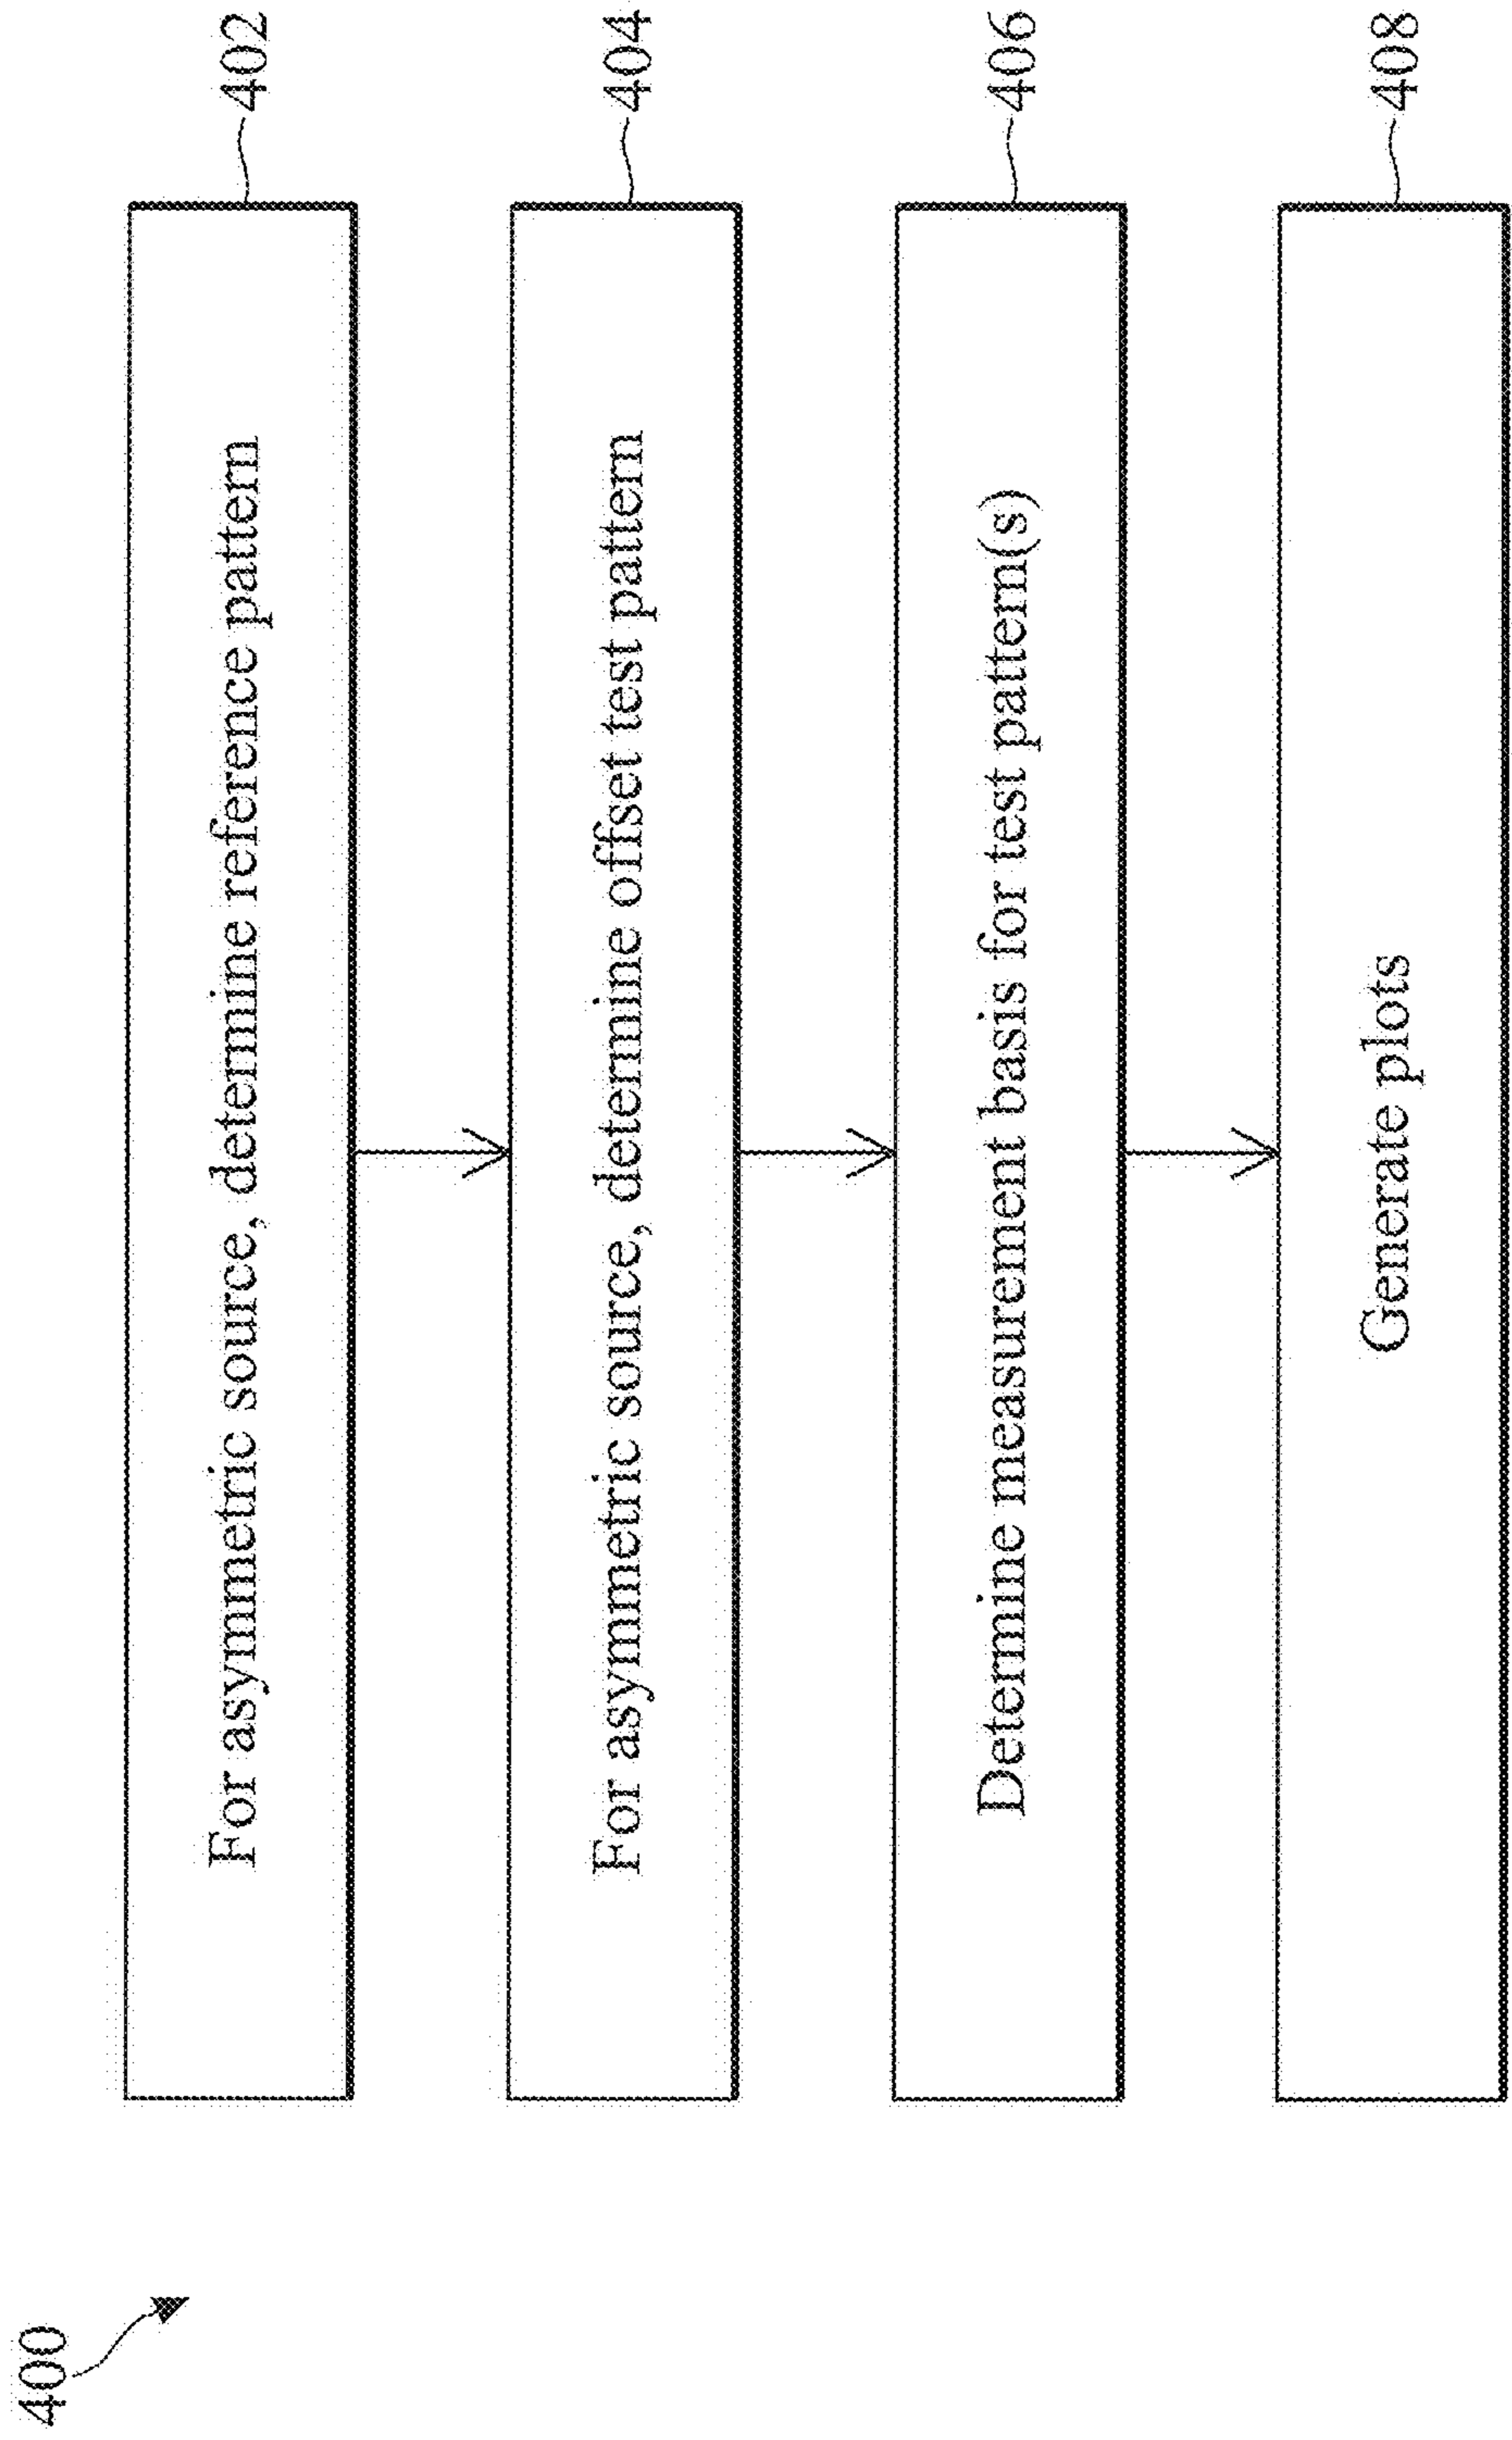 400
For asymmetric source, determine reference pattern
402
For asymmetric source, determine offset test pattern
404
Determine measurement basis for test pattern(s)
406
Generate plots
408